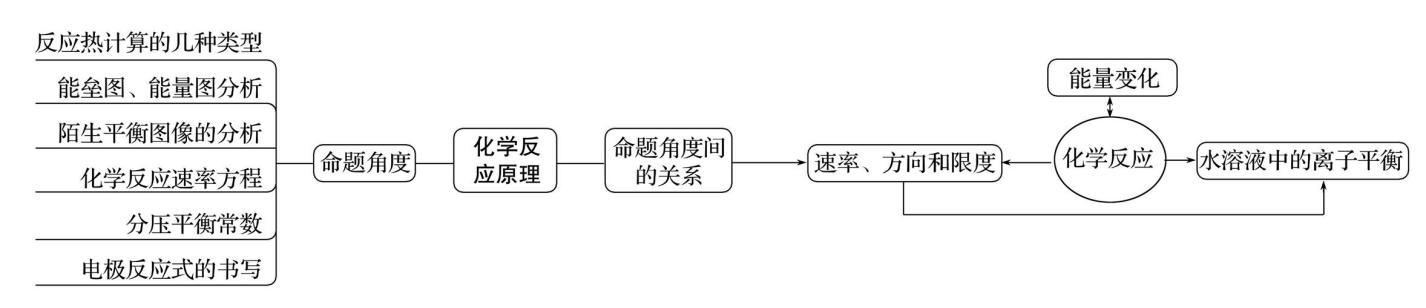 反应热计算的几种类型
能垒图、能量图分析
陌生平衡图像的分析
化学反应速率方程
分压平衡常数
电极反应式的书写
命题角度
化学反
应原理
命题角度间
的关系
速率、方向和限度
能量变化
化学反应
水溶液中的离子平衡